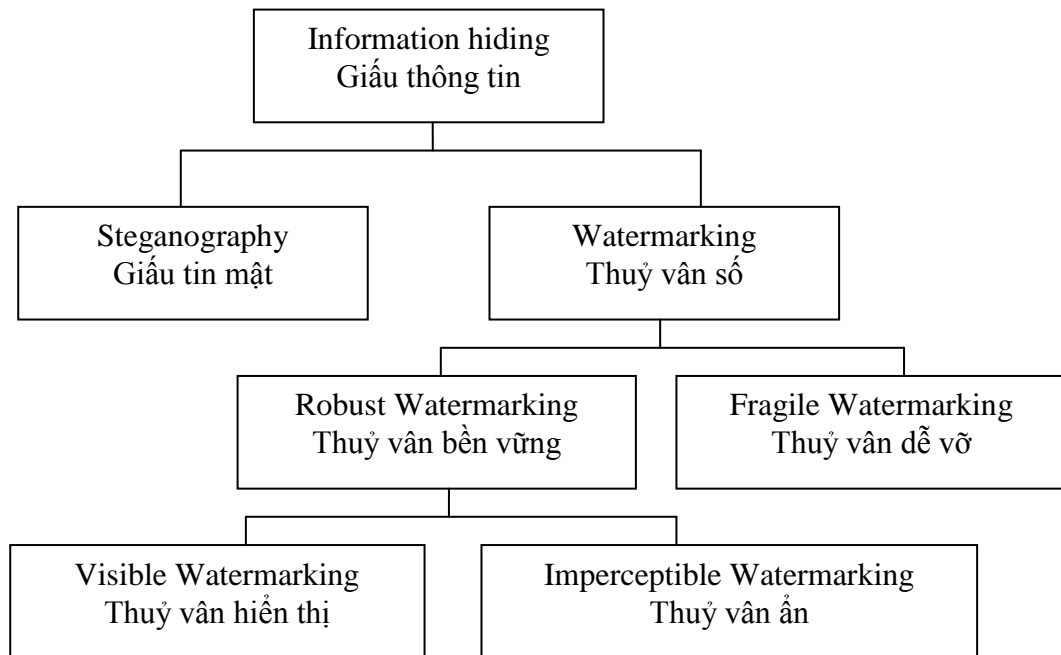 Information hiding
Giấu thông tin
Steganography
Giấu tin mật
Watermarking
Thuỷ vân số
Robust Watermarking
Thuỷ vân bền vững
Fragile Watermarking
Thuỷ vân dễ vỡ
Visible Watermarking
Thuỷ vân hiển thị
Imperceptible Watermarking
Thuỷ vân ẩn